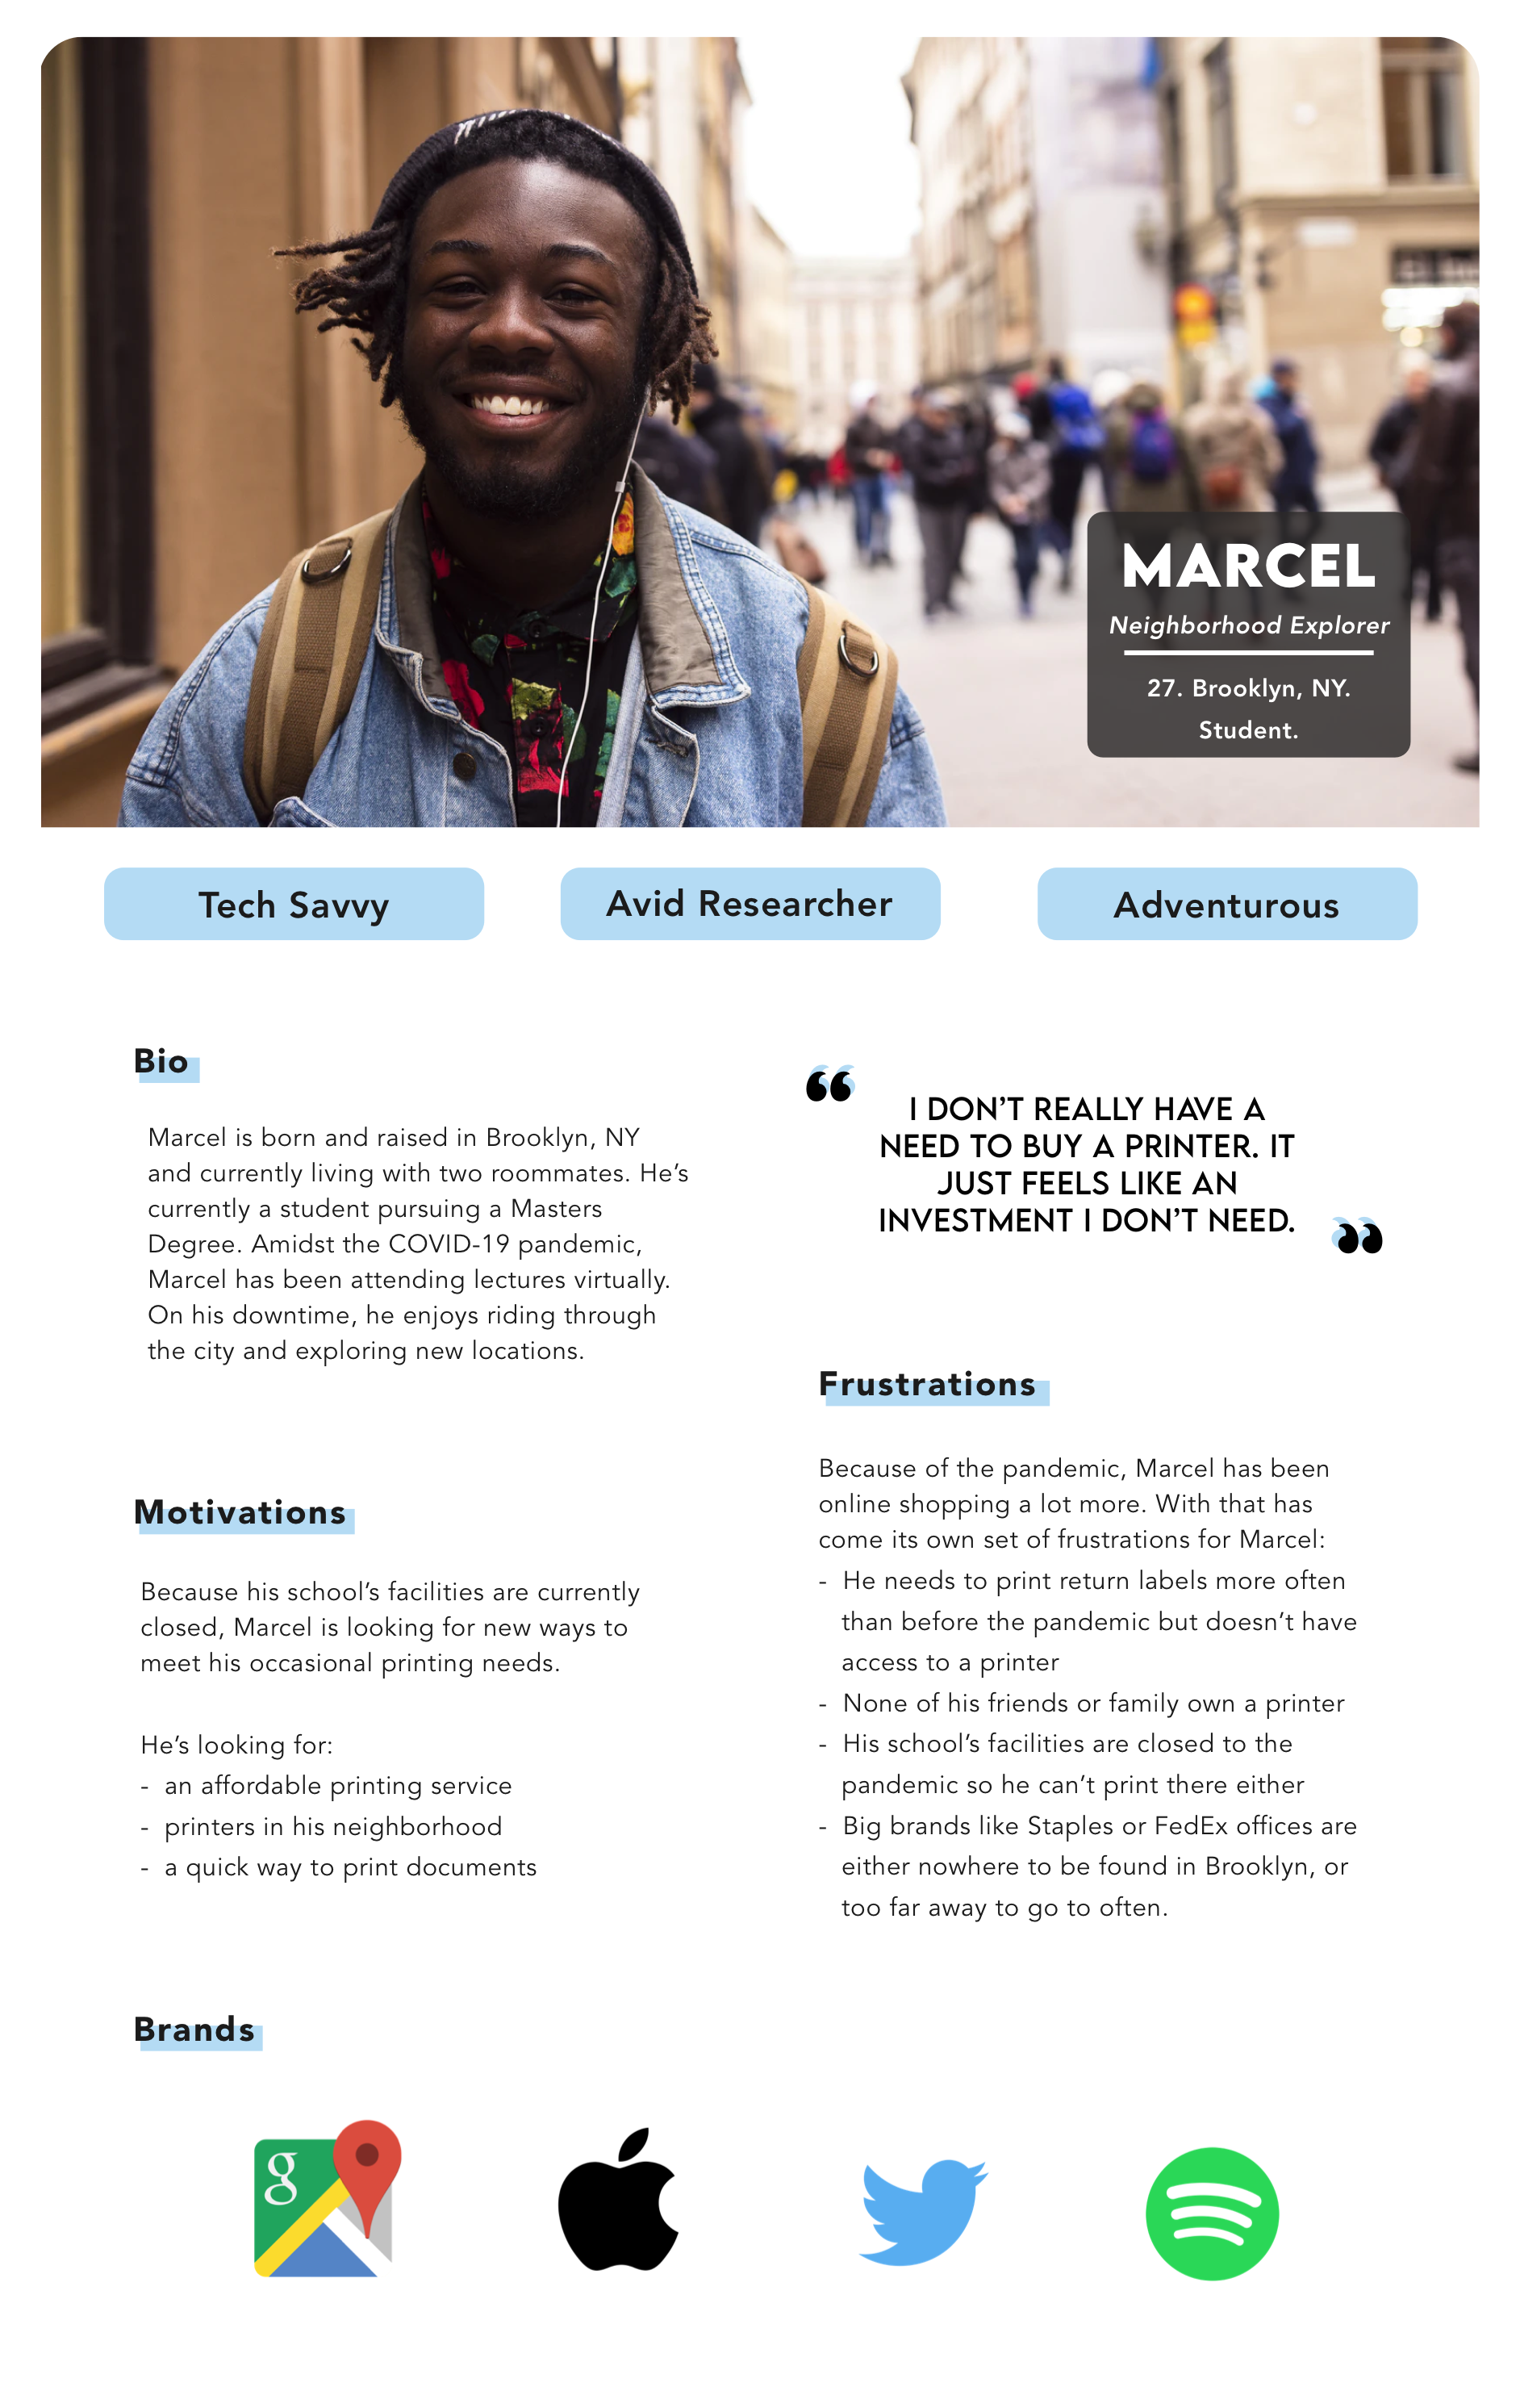 MARCEL
Neighborhood Explorer
27. Brooklyn, NY.
Student.
Tech Savvy
Avid Researcher
Adventurous
Bio
Marcel is born and raised in Brooklyn, NY
and currently living with two roommates. He’s
currently a student pursuing a Masters
Degree. Amidst the COVID-19 pandemic,
Marcel has been attending lectures virtually.
On his downtime, he enjoys riding through
the city and exploring new locations.
“ I DON’T REALLY HAVE A
NEED TO BUY A PRINTER. IT
JUST FEELS LIKE AN
INVESTMENT I DON’T NEED. ”
Motivations
Because his school’s facilities are currently
closed, Marcel is looking for new ways to
meet his occasional printing needs.
He’s looking for:
- an affordable printing service
- printers in his neighborhood
- a quick way to print documents
Frustrations
Because of the pandemic, Marcel has been
online shopping a lot more. With that has
come its own set of frustrations for Marcel:
- He needs to print return labels more often
than before the pandemic but doesn’t have
access to a printer
- None of his friends or family own a printer
- His school’s facilities are closed to the
pandemic so he can’t print there either
- Big brands like Staples or FedEx offices are
either nowhere to be found in Brooklyn, or
too far away to go to often.
Brands
g